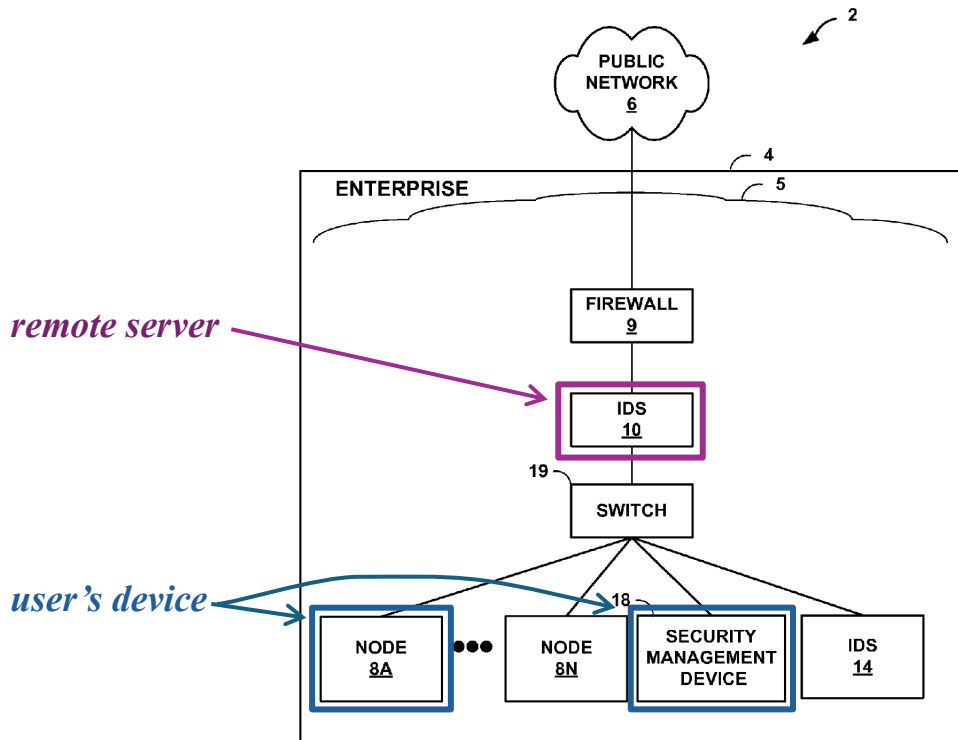 2
PUBLIC
NETWORK
6
4
ENTERPRISE
5
FIREWALL
9
remote server
IDS
10
19
SWITCH
user’s device
18
NODE
8A
NODE
8N
SECURITY
MANAGEMENT
DEVICE
IDS
14